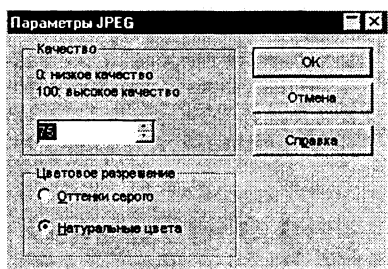 Параметры JPEG
Качество
0: низкое качество
100: высокое качество
75
OK
Отмена
Справка
Цветовое разрешение
Оттенки серого
Натуральные цвета